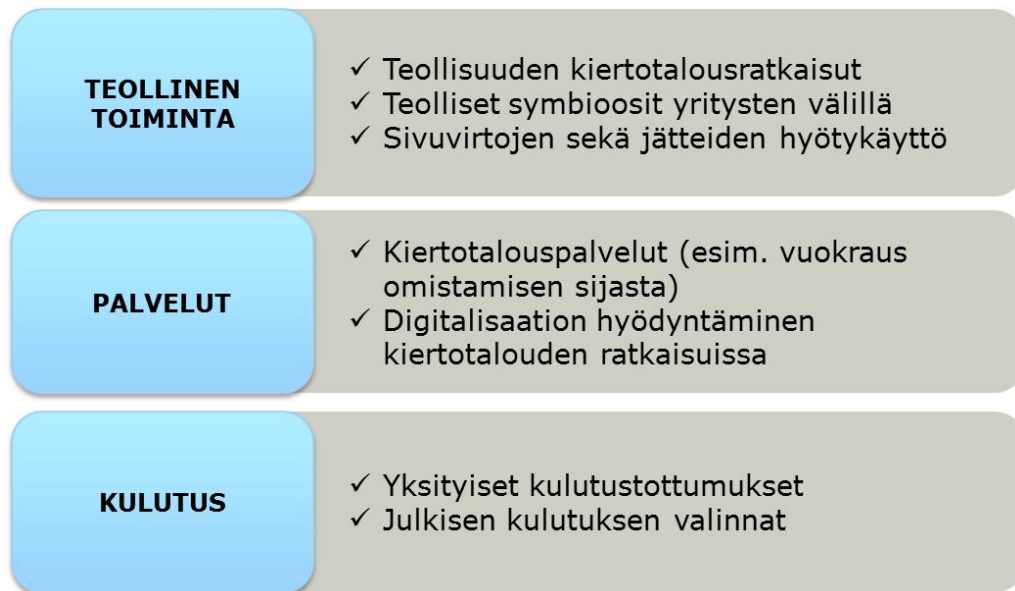 TEOLLINEN
TOIMINTA
✓ Teollisuuden kiertotalousratkaisut
✓ Teolliset symbioosit yritysten välillä
✓ Sivuvirtojen sekä jätteiden hyötykäyttö
PALVELUT
✓ Kiertotalouspalvelut (esim. vuokraus
omistamisen sijasta)
✓ Digitalisaation hyödyntäminen
kiertotalouden ratkaisuissa
KULUTUS
✓ Yksityiset kulutustottumukset
✓ Julkisen kulutuksen valinnat